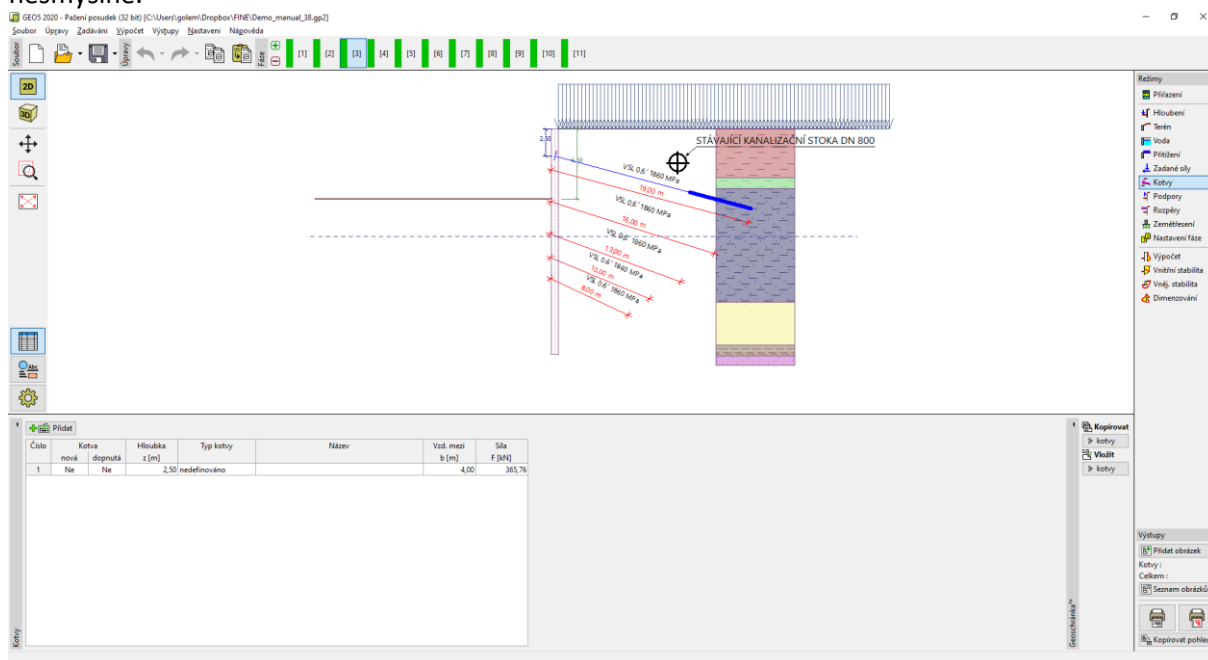 nesmyslné.
GEO5 2020 - Pažení posudek (32 bit) [C:\Users\golem\Dropbox\FINE\Demo_manual_38.gp2]
Soubor Úpravy Zadávání Výpočet Výstupy Nastavení Nápověda
Soubor
Úpravy
Fáze
[1] [2] [3] [4] [5] [6] [7] [8] [9] [10] [11]
2D
3D
Abc
2,50
STÁVAJÍCÍ KANALIZAČNÍ STOKA DN 800
VSL 0,6´ 1860 MPa
19,00 m
VSL 0,6´ 1860 MPa
16,00 m
VSL 0,6´ 1860 MPa
13,00 m
VSL 0,6´ 1860 MPa
10,00 m
VSL 0,6´ 1860 MPa
8,00 m
Režimy
Přiřazení
Hloubení
Terén
Voda
Přitížení
Zadané síly
Kotvy
Podpory
Rozpěry
Zemětřesení
Nastavení fáze
Výpočet
Vnitřní stabilita
Vněj. stabilita
Dimenzování
Přidat
Číslo Kotva Hloubka Typ kotvy Název Vzd. mezi Síla
nová dopnutá z [m] b [m] F [kN]
1 Ne Ne 2,50 nedefinováno 4,00 365,76
Kotvy
Kopírovat
kotvy
Vložit
kotvy
Geoschránka™
Výstupy
Přidat obrázek
Kotvy :
Celkem :
Seznam obrázků
Kopírovat pohled